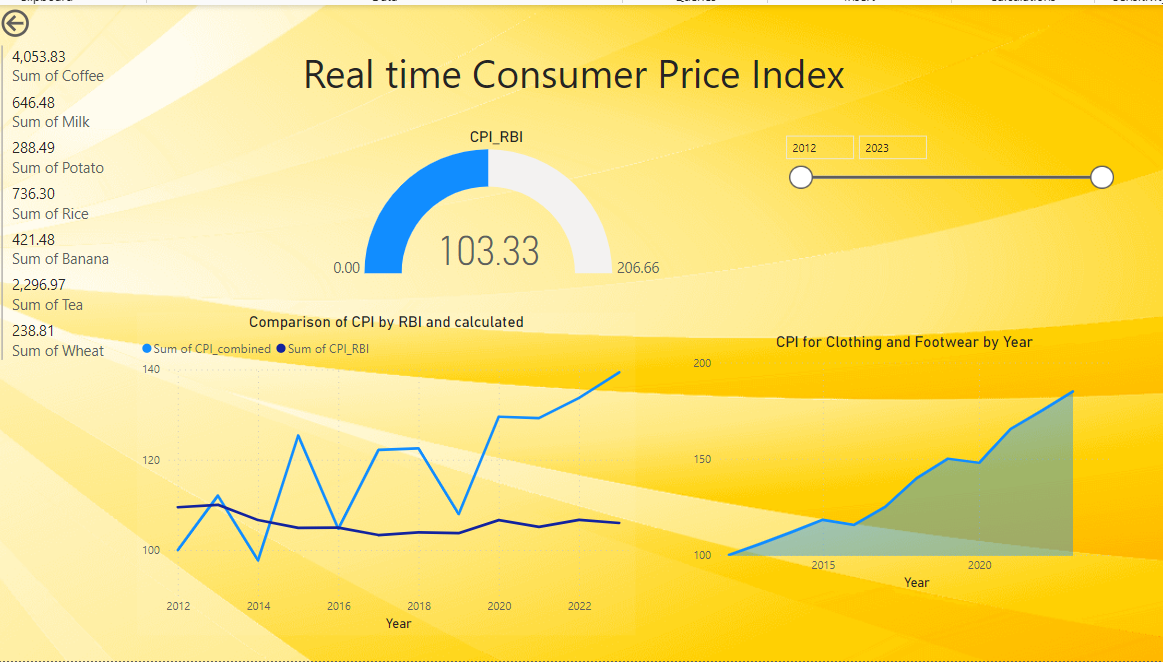 4,053.83
Sum of Coffee
646.48
Sum of Milk
288.49
Sum of Potato
736.30
Sum of Rice
421.48
Sum of Banana
2,296.97
Sum of Tea
238.81
Sum of Wheat
Real time Consumer Price Index
CPI_RBI
103.33
0.00
206.66
2012 2023
Comparison of CPI by RBI and calculated
Sum of CPI_combined Sum of CPI_RBI
140
120
100
2012 2014 2016 2018 2020 2022
Year
CPI for Clothing and Footwear by Year
200
150
100
2015 2020
Year